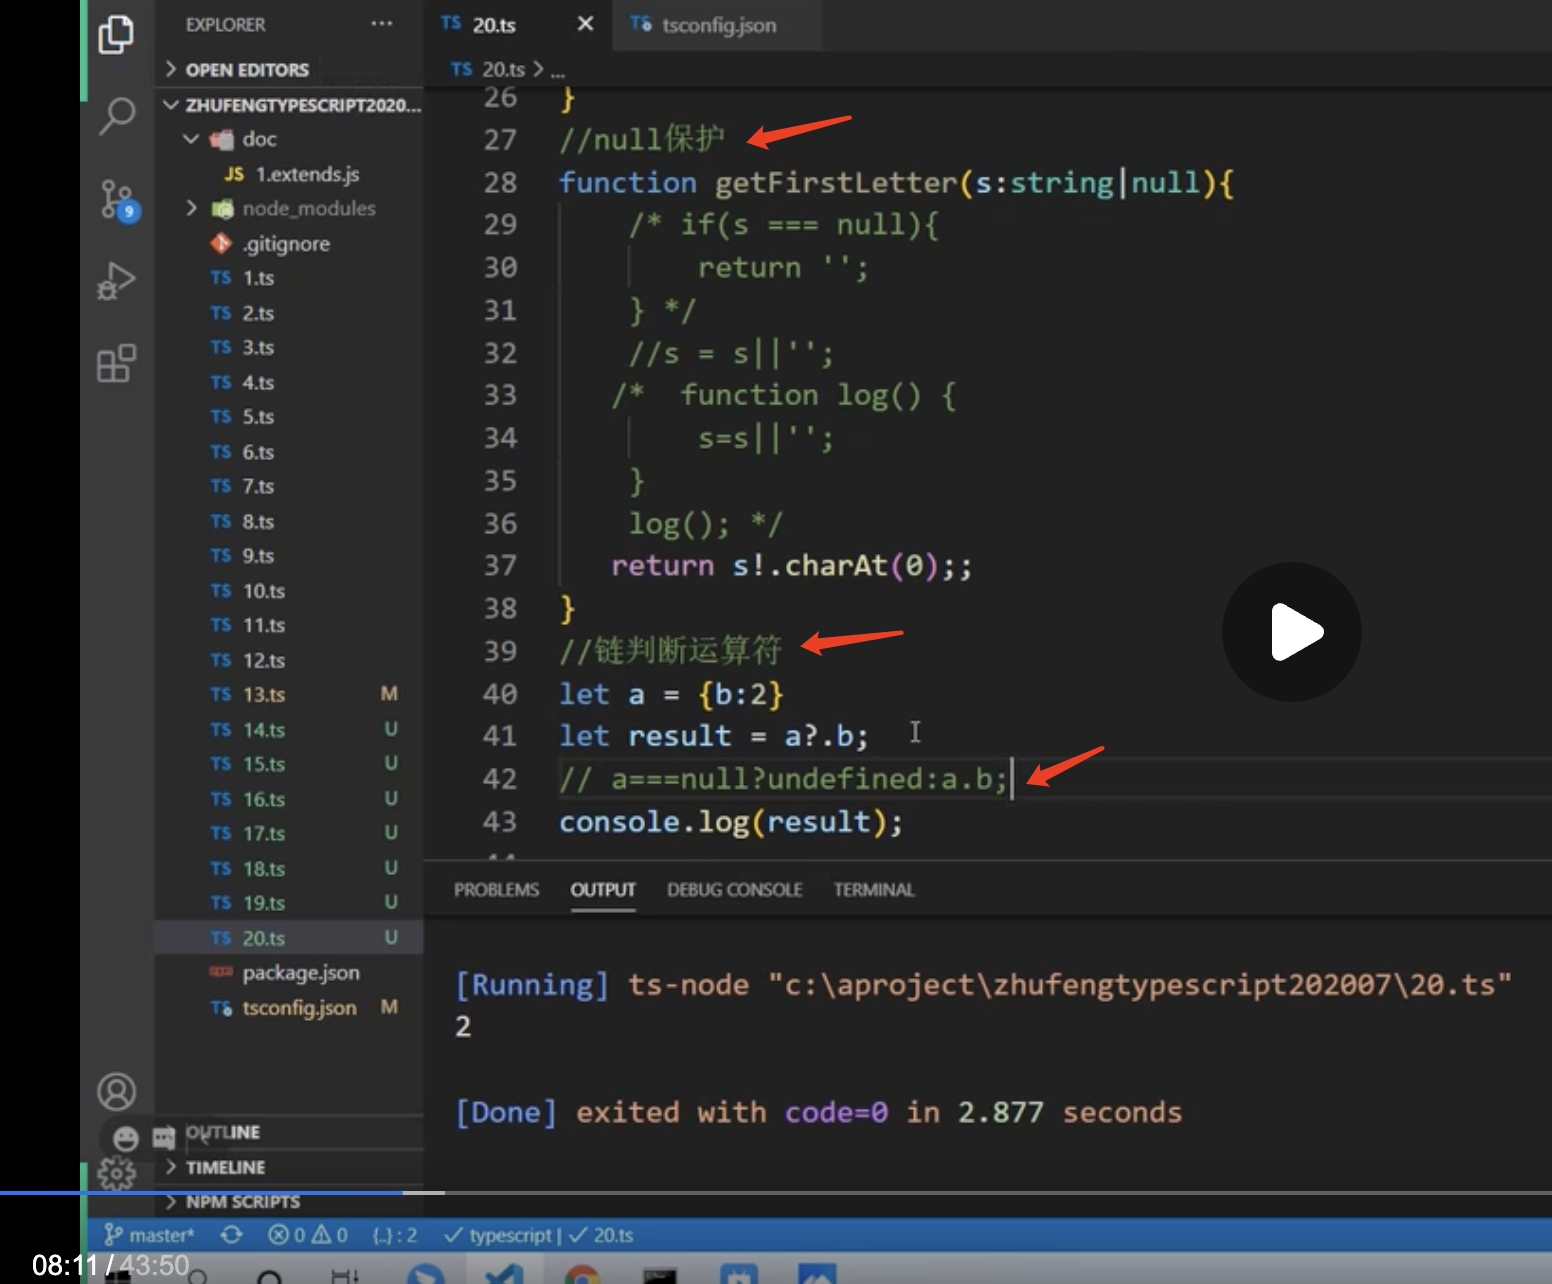 EXPLORER
OPEN EDITORS
ZHUFENGTYPESCRIPT2020...
doc
JS 1.extends.js
node_modules
.gitignore
TS 1.ts
TS 2.ts
TS 3.ts
TS 4.ts
TS 5.ts
TS 6.ts
TS 7.ts
TS 8.ts
TS 9.ts
TS 10.ts
TS 11.ts
TS 12.ts
TS 13.ts M
TS 14.ts U
TS 15.ts U
TS 16.ts U
TS 17.ts U
TS 18.ts U
TS 19.ts U
TS 20.ts U
package.json
TS tsconfig.json M
OUTLINE
TIMELINE
NPM SCRIPTS
9
TS 20.ts × TS tsconfig.json
TS 20.ts > ...
26 }
27 //null保护
28 function getFirstLetter(s:string|null){
29 /* if(s === null){
30 return '';
31 } */
32 //s = s||'';
33 /* function log() {
34 s=s||'';
35 }
36 log(); */
37 return s!.charAt(0);;
38 }
39 //链判断运算符
40 let a = {b:2}
41 let result = a?.b;
42 // a===null?undefined:a.b;
43 console.log(result);
PROBLEMS OUTPUT DEBUG CONSOLE TERMINAL
[Running] ts-node "c:\aproject\zhufengtypescript202007\20.ts"
2
[Done] exited with code=0 in 2.877 seconds
master* 0 0 {..} : 2 typescript | 20.ts
08:11 / 43:50